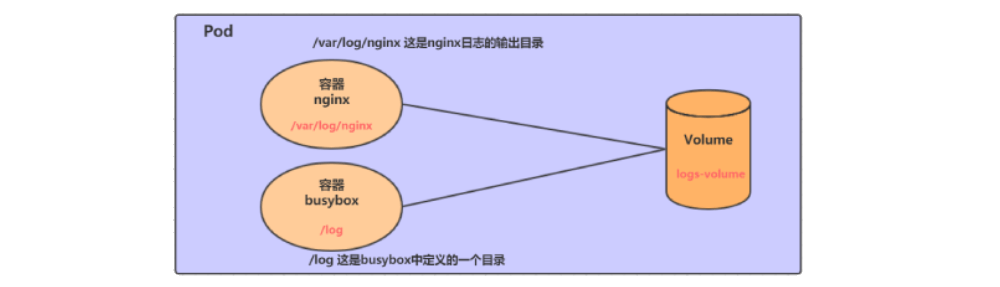 Pod
/var/log/nginx 这是nginx日志的输出目录
容器
nginx
/var/log/nginx
Volume
logs-volume
容器
busybox
/log
/log 这是busybox中定义的一个目录